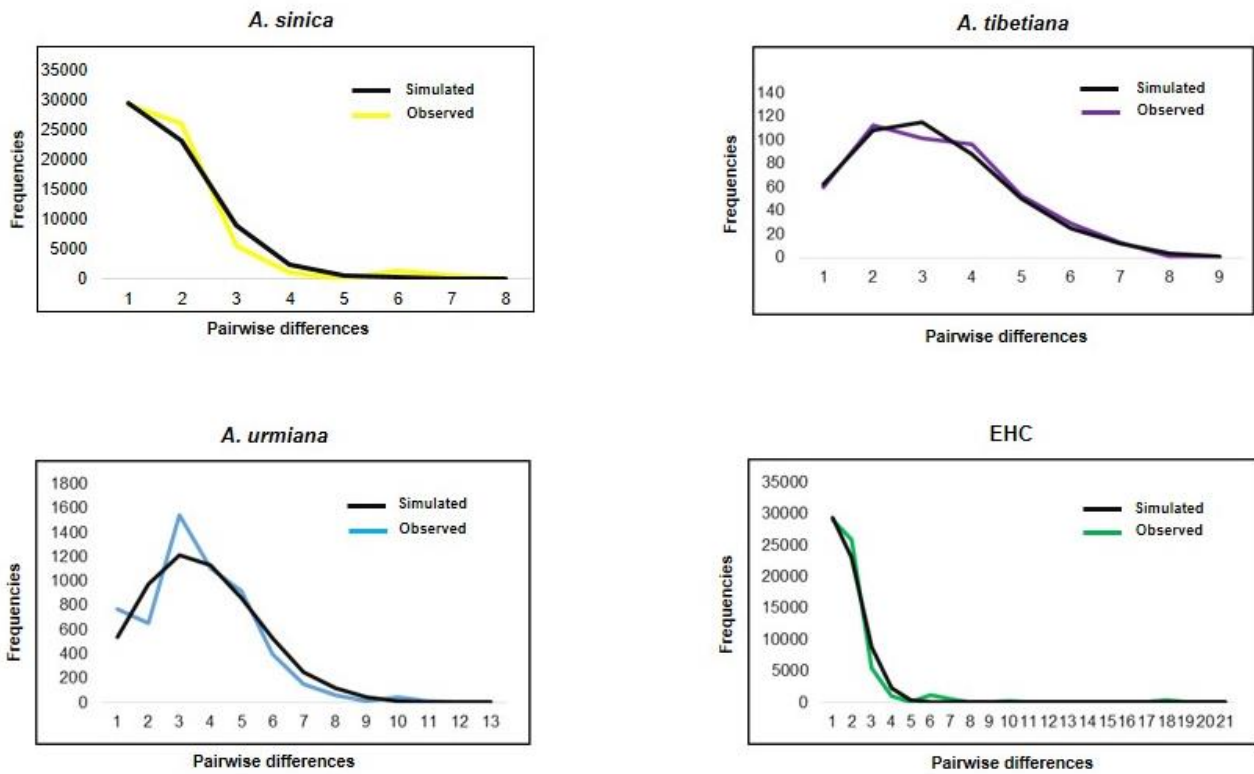 A. sinica
35000
30000
25000
20000
15000
10000
5000
0
Frequencies
Simulated
Observed
1 2 3 4 5 6 7 8
Pairwise differences
A. tibetiana
140
120
100
80
60
40
20
0
Frequencies
Simulated
Observed
1 2 3 4 5 6 7 8 9
Pairwise differences
A. urmiana
1800
1600
1400
1200
1000
800
600
400
200
0
Frequencies
Simulated
Observed
1 2 3 4 5 6 7 8 9 10 11 12 13
Pairwise differences
EHC
35000
30000
25000
20000
15000
10000
5000
0
Frequencies
Simulated
Observed
1 2 3 4 5 6 7 8 9 10 11 12 13 14 15 16 17 18 19 20 21
Pairwise differences